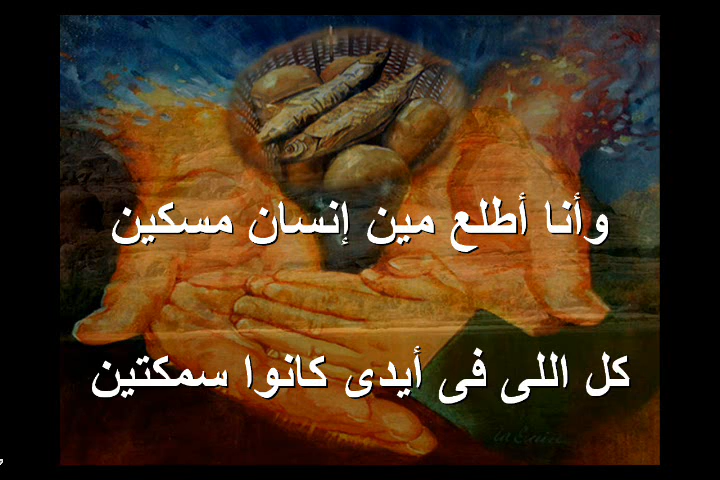 وأنا أطلع مين إنسان مسكين
كل اللى فى أيدى كانوا سمكتين